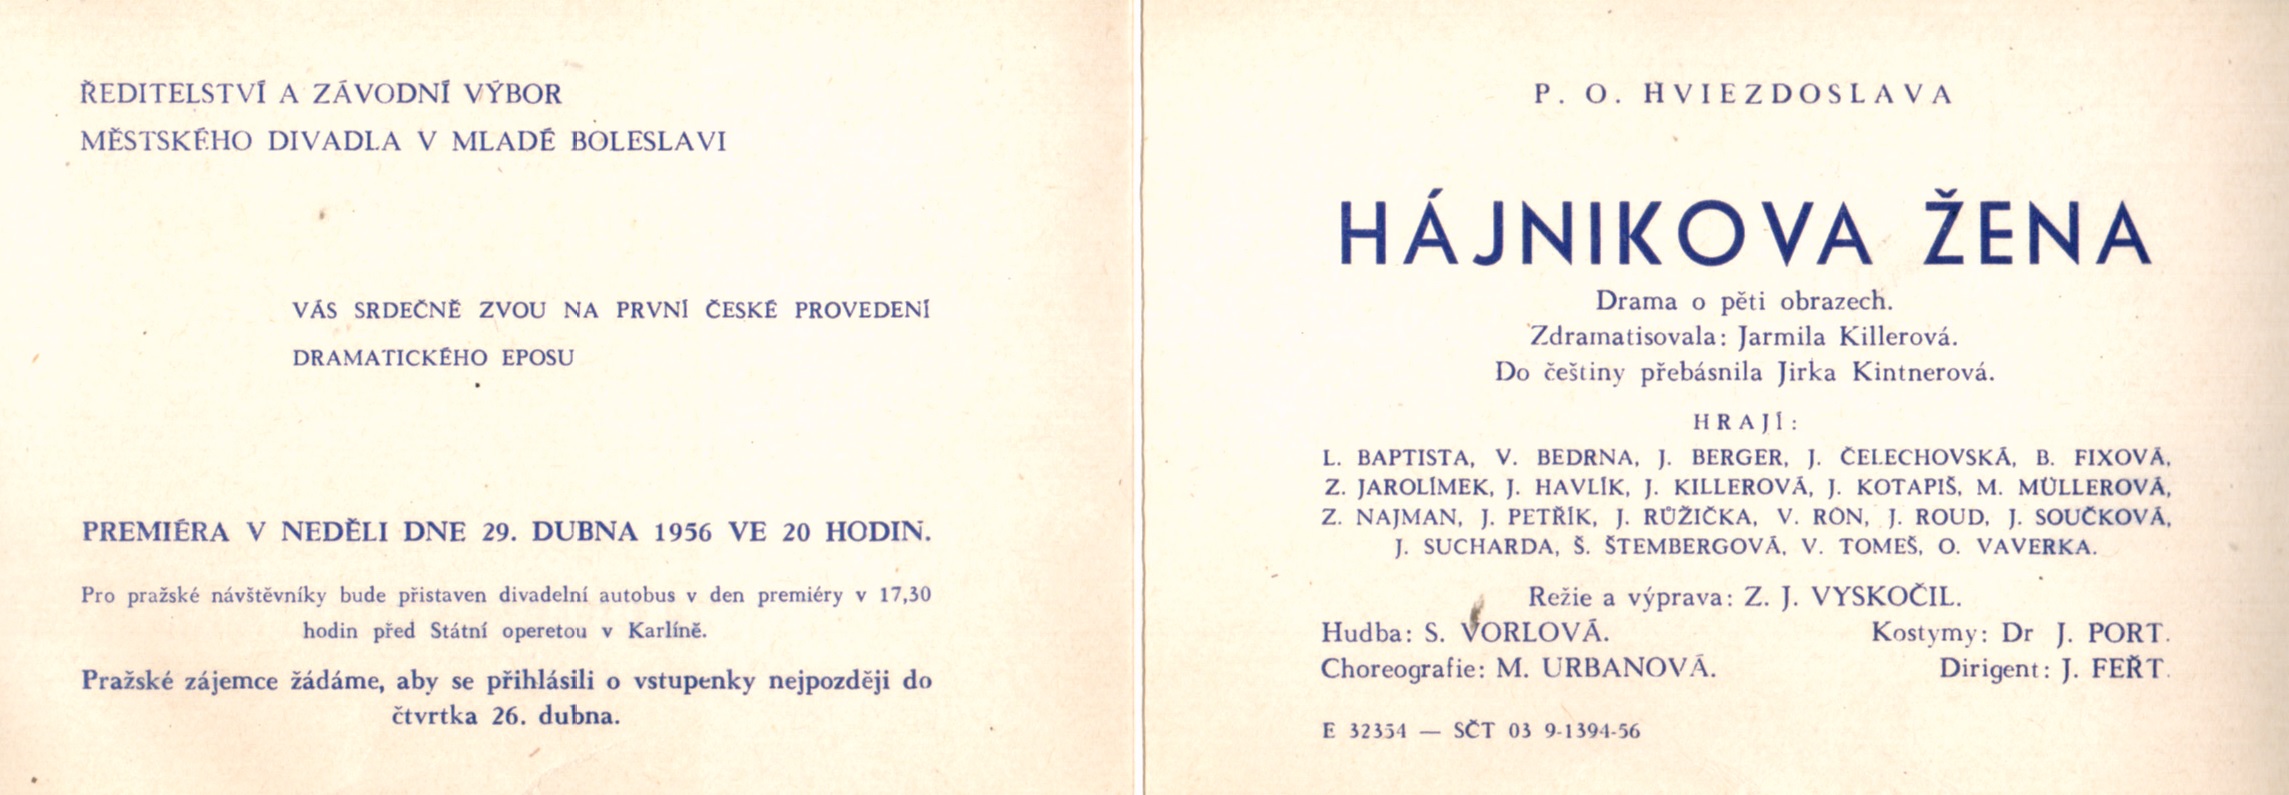 ŘEDITELSTVÍ A ZÁVODNÍ VÝBOR
MĚSTSKÉHO DIVADLA V MLADÉ BOLESLAVI
VÁS SRDEČNĚ ZVOU NA PRVNÍ ČESKÉ PROVEDENÍ
DRAMATICKÉHO EPOSU
PREMIÉRA V NEDĚLI DNE 29. DUBNA 1956 VE 20 HODIN.
Pro pražské návštěvníky bude přistaven divadelní autobus v den premiéry v 17,30
hodin před Státní operetou v Karlíně.
Pražské zájemce žádáme, aby se přihlásili o vstupenky nejpozději do
čtvrtka 26. dubna.
P. O. HVIEZDOSLAVA
HÁJNIKOVA ŽENA
Drama o pěti obrazech.
Zdramatisovala: Jarmila Killerová.
Do češtiny přebásnila Jirka Kintnerová.
HRAJÍ:
L. BAPTISTA, V. BEDRNA, J. BERGER, J. ČELECHOVSKÁ, B. FIXOVÁ,
Z. JAROLÍMEK, J. HAVLÍK, J. KILLEROVÁ, J. KOTAPIŠ, M. MÜLLEROVÁ,
Z. NAJMAN, J. PETŘÍK, J. RŮŽIČKA, V. RÓN, J. ROUD, J. SOUČKOVÁ,
J. SUCHARDA, Š. ŠTEMBERGOVÁ, V. TOMEŠ, O. VAVERKA.
Režie a výprava: Z. J. VYSKOČIL.
Hudba: S. VORLOVÁ. Kostymy: Dr J. PORT.
Choreografie: M. URBANOVÁ. Dirigent: J. FEŘT.
E 32354 — SČT 03 9-1394-56